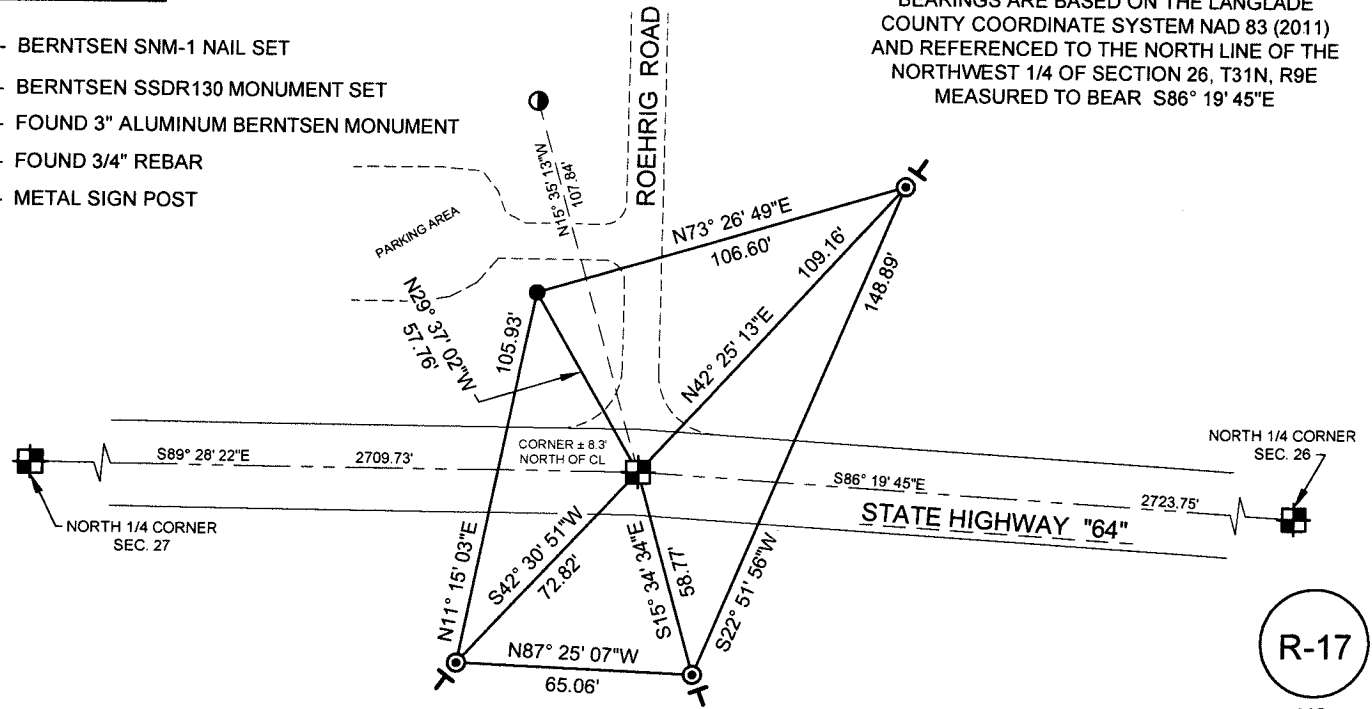 - BERNTSEN SNM-1 NAIL SET
- BERNTSEN SSDR130 MONUMENT SET
- FOUND 3" ALUMINUM BERNTSEN MONUMENT
- FOUND 3/4" REBAR
- METAL SIGN POST
BEARINGS ARE BASED ON THE LANGLADE
COUNTY COORDINATE SYSTEM NAD 83 (2011)
AND REFERENCED TO THE NORTH LINE OF THE
NORTHWEST 1/4 OF SECTION 26, T31N, R9E
MEASURED TO BEAR S86° 19' 45"E
ROEHRIG ROAD
N15° 35' 13"W
107.84'
PARKING AREA
N73° 26' 49"E
106.60'
N29° 37' 02"W
57.76'
105.93'
109.16'
N42° 25' 13"E
148.89'
CORNER ± 8.3'
NORTH OF CL
S89° 28' 22"E
2709.73'
S86° 19' 45"E
2723.75'
NORTH 1/4 CORNER
SEC. 26
NORTH 1/4 CORNER
SEC. 27
STATE HIGHWAY "64"
N11° 15' 03"E
S42° 30' 51"W
72.82'
S15° 34' 34"E
58.77'
S22° 51' 56"W
N87° 25' 07"W
65.06'
R-17